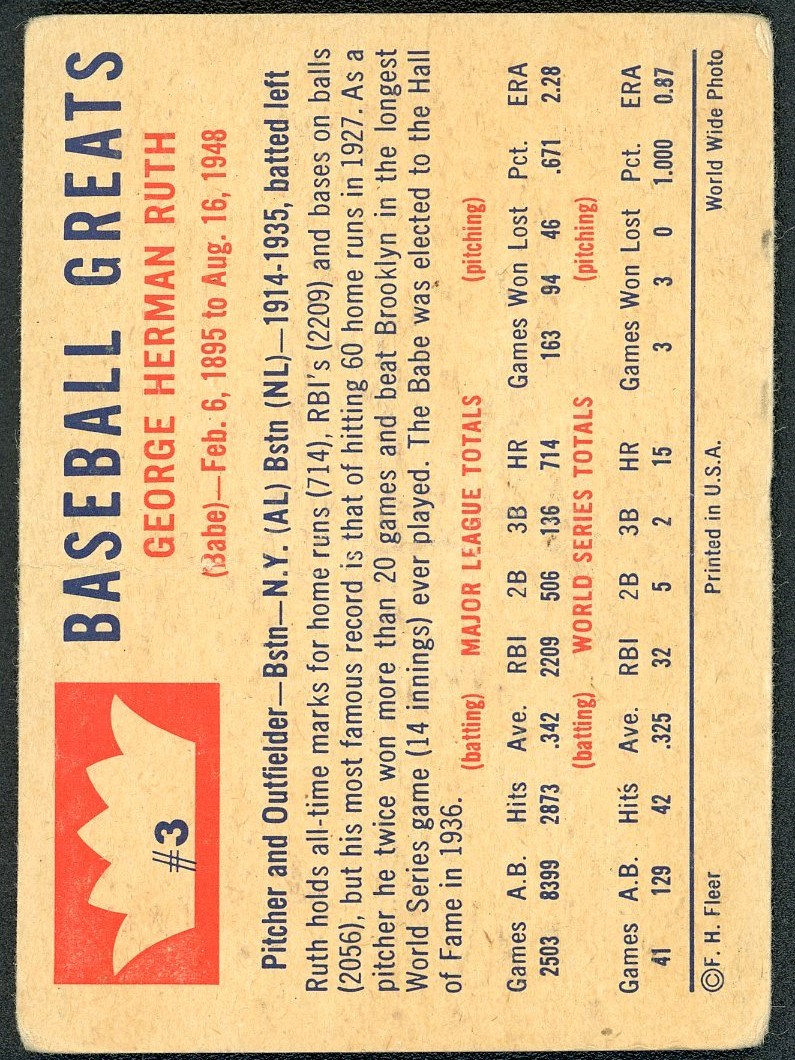 #3
BASEBALL GREATS
GEORGE HERMAN RUTH
(Babe)—Feb. 6, 1895 to Aug. 16, 1948
Pitcher and Outfielder—Bstn—N.Y. (AL) Bstn (NL)—1914-1935, batted left
Ruth holds all-time marks for home runs (714), RBI's (2209) and bases on balls
(2056), but his most famous record is that of hitting 60 home runs in 1927. As a
pitcher he twice won more than 20 games and beat Brooklyn in the longest
World Series game (14 innings) ever played. The Babe was elected to the Hall
of Fame in 1936.
(batting) MAJOR LEAGUE TOTALS (pitching)
Games A.B. Hits Ave. RBI 2B 3B HR Games Won Lost Pct. ERA
2503 8399 2873 .342 2209 506 136 714 163 94 46 .671 2.28
(batting) WORLD SERIES TOTALS (pitching)
Games A.B. Hits Ave. RBI 2B 3B HR Games Won Lost Pct. ERA
41 129 42 .325 32 5 2 15 3 3 0 1.000 0.87
©F. H. Fleer Printed in U.S.A. World Wide Photo